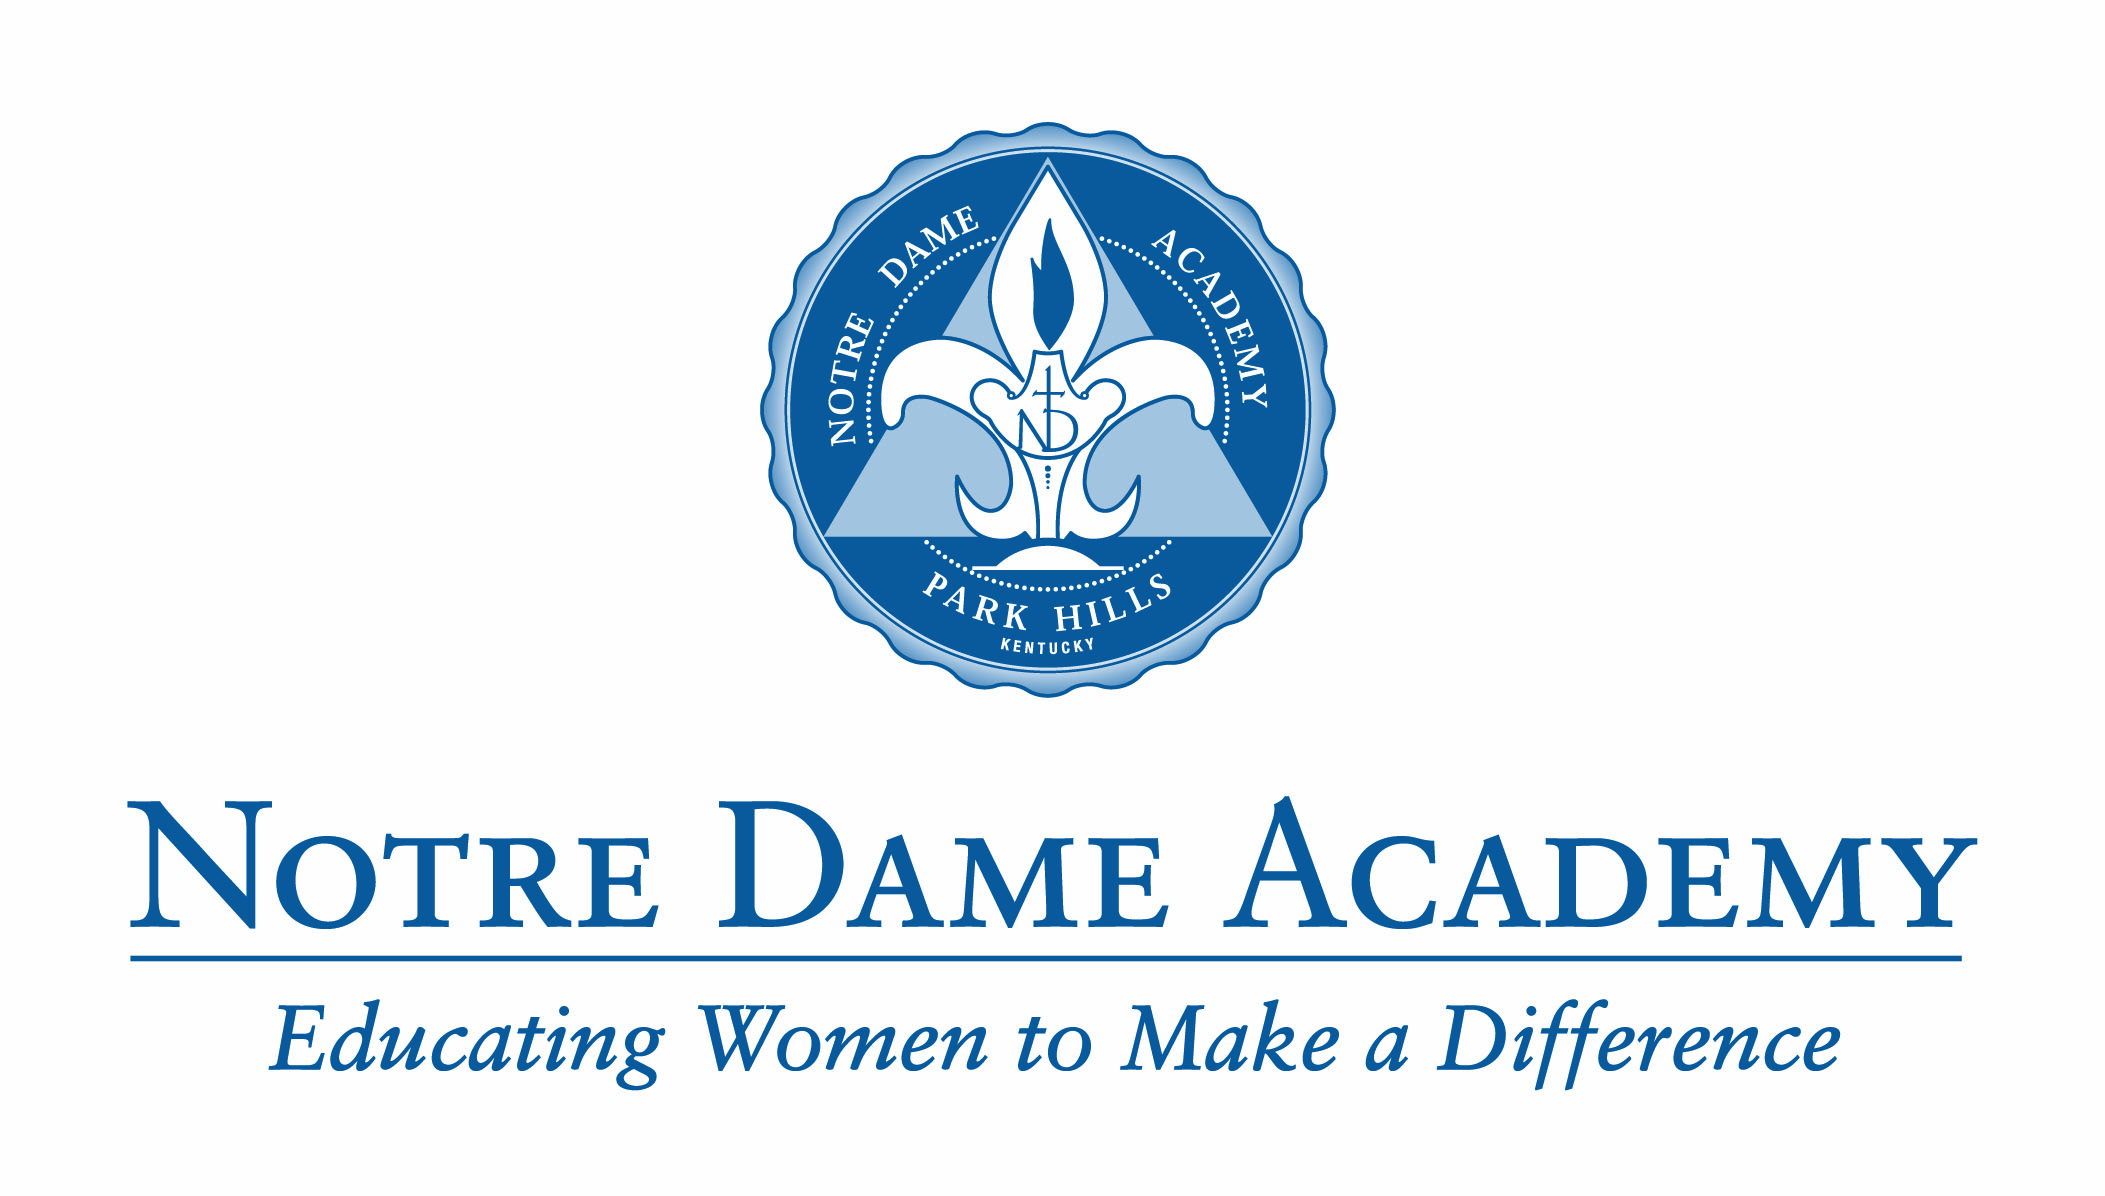 NOTRE DAME ACADEMY
ND
PARK HILLS
KENTUCKY
NOTRE DAME ACADEMY
Educating Women to Make a Difference